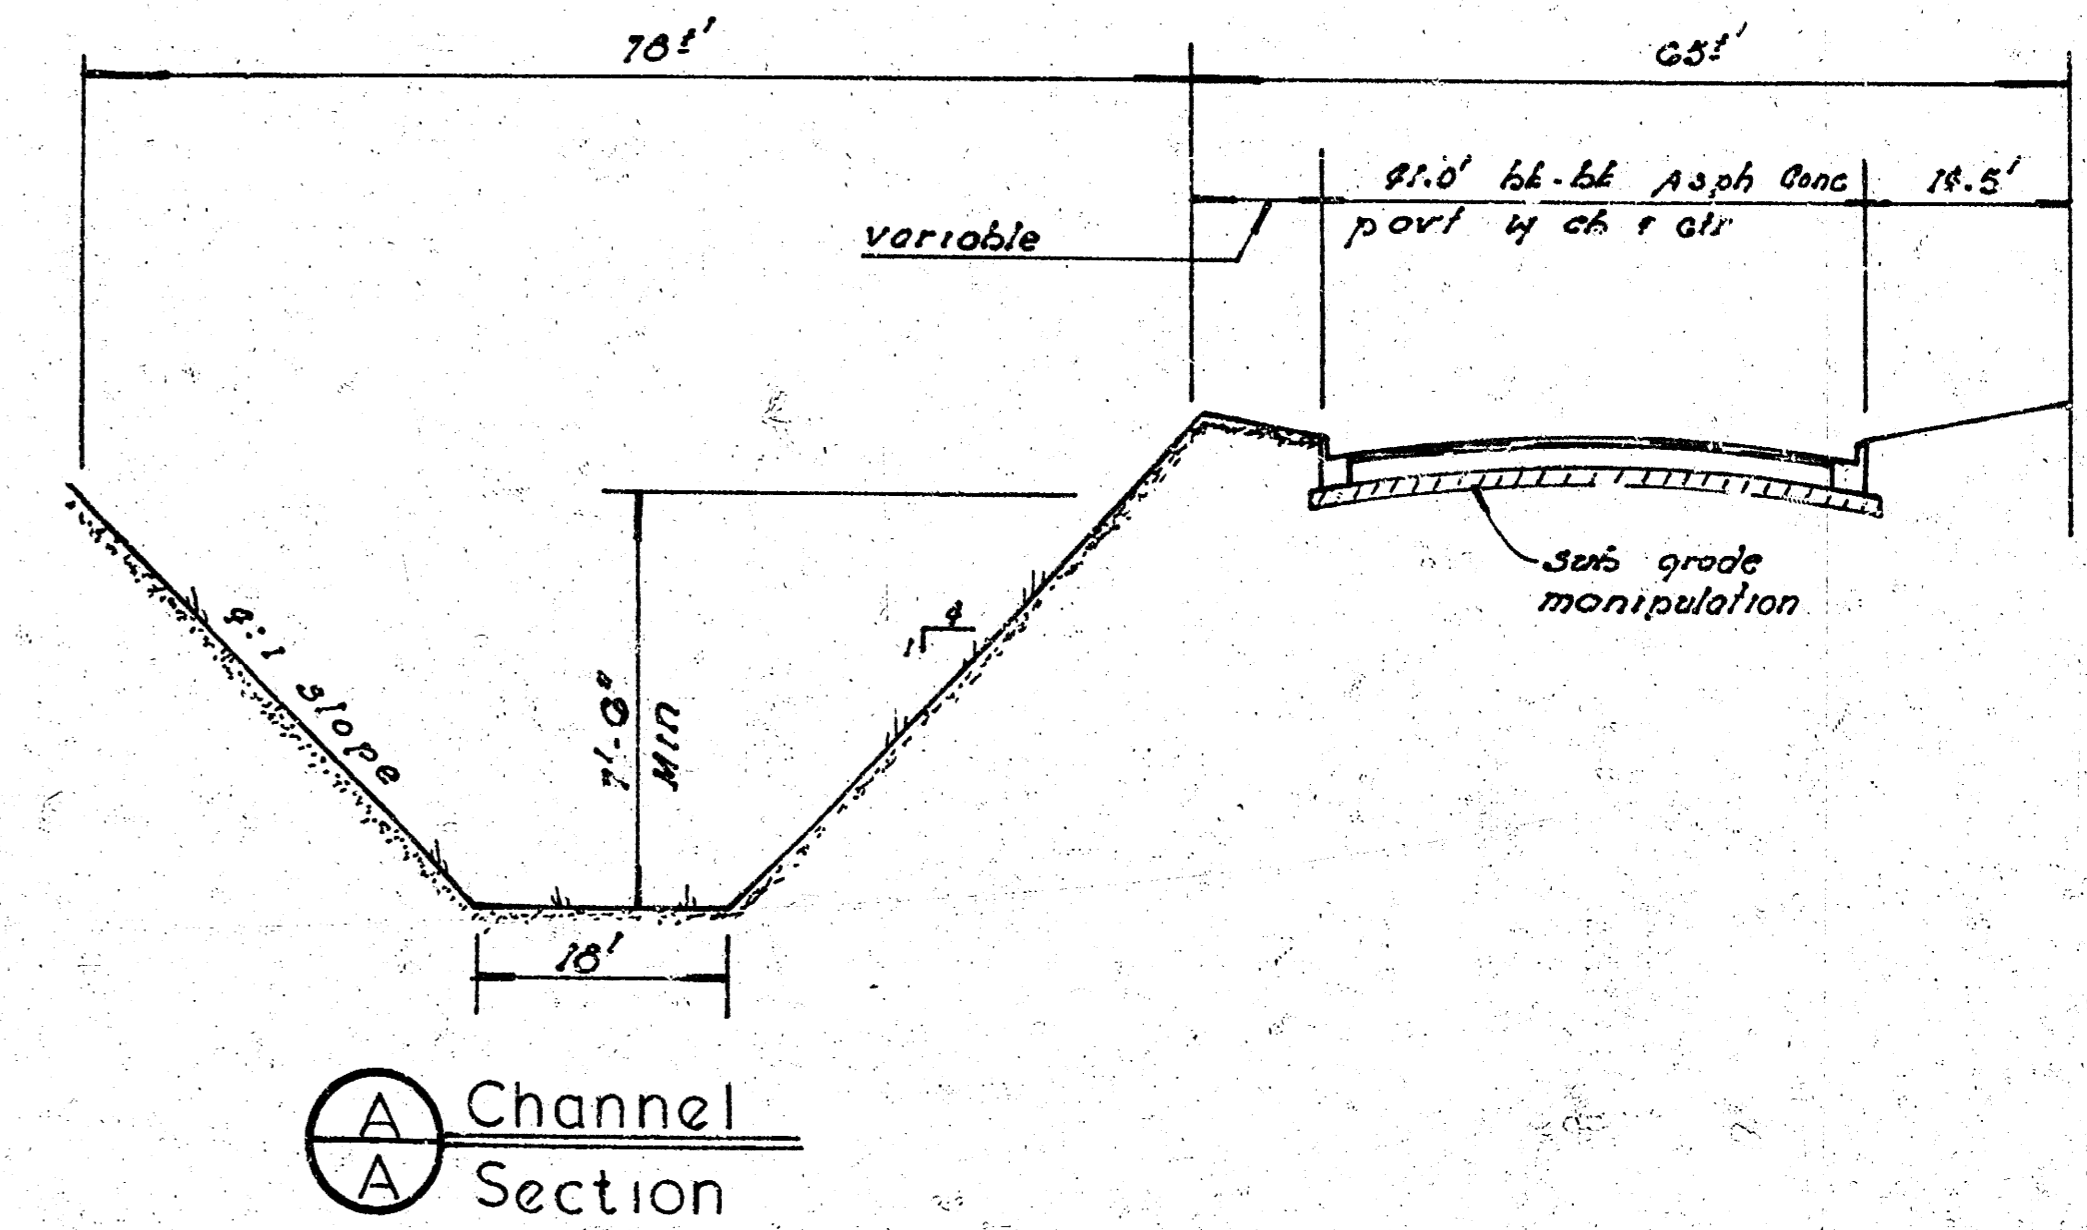 78±'
65±'
41.0' bk-bk Asph Conc
pavt w cb & gtr
14.5'
variable
sub grade
manipulation
4:1 slope
1
4
7'-0"
Min
18'
A
A
Channel
Section